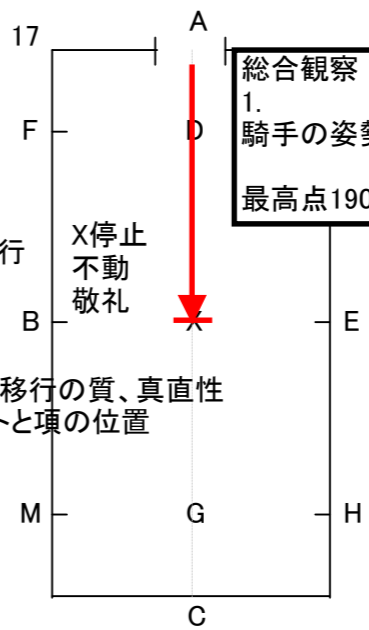 A
17
総合観察
1.
騎手の姿勢
最高点190
F
D
行
X停止
不動
敬礼
B
X
E
移行の質、真直性
トと項の位置
M
G
H
C